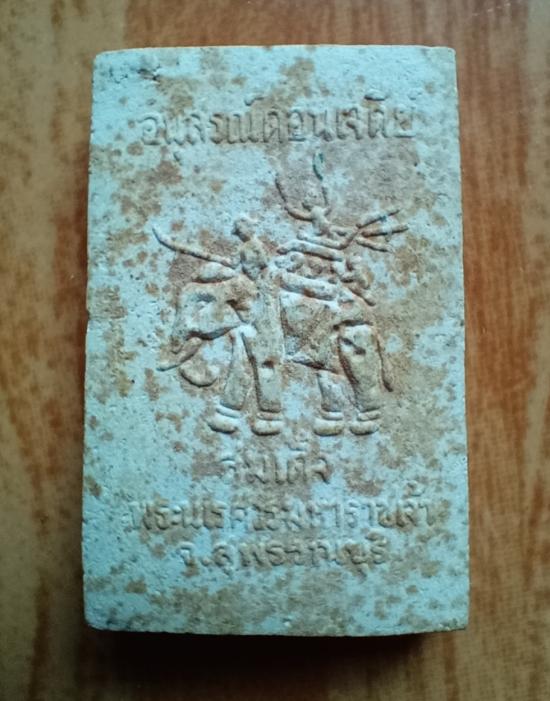 อนุสรณ์ดอนเจดีย์
สมเด็จ
พระนเรศวรมหาราชเจ้า
จ.สุพรรณบุรี